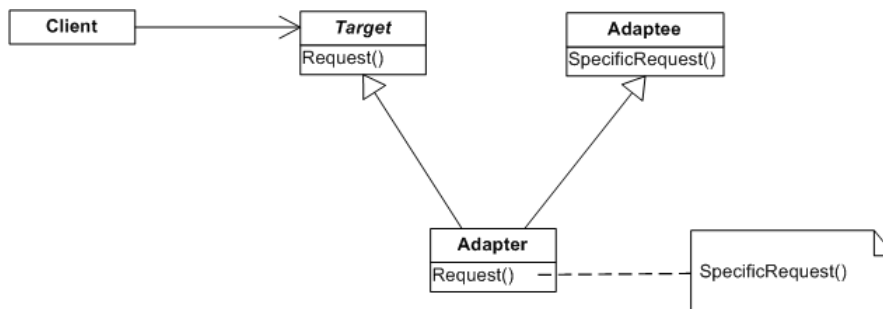 Client
Target
Request()
Adaptee
SpecificRequest()
Adapter
Request()
SpecificRequest()